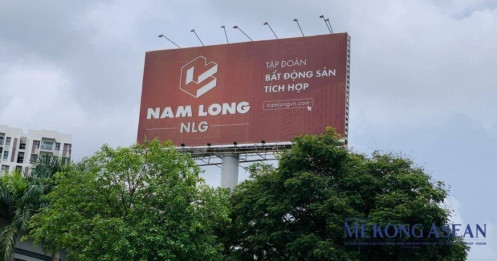 NAM LONG
NLG
TẬP ĐOÀN
BẤT ĐỘNG SẢN
TÍCH HỢP
namlongvn.com
MEKONG ASEAN